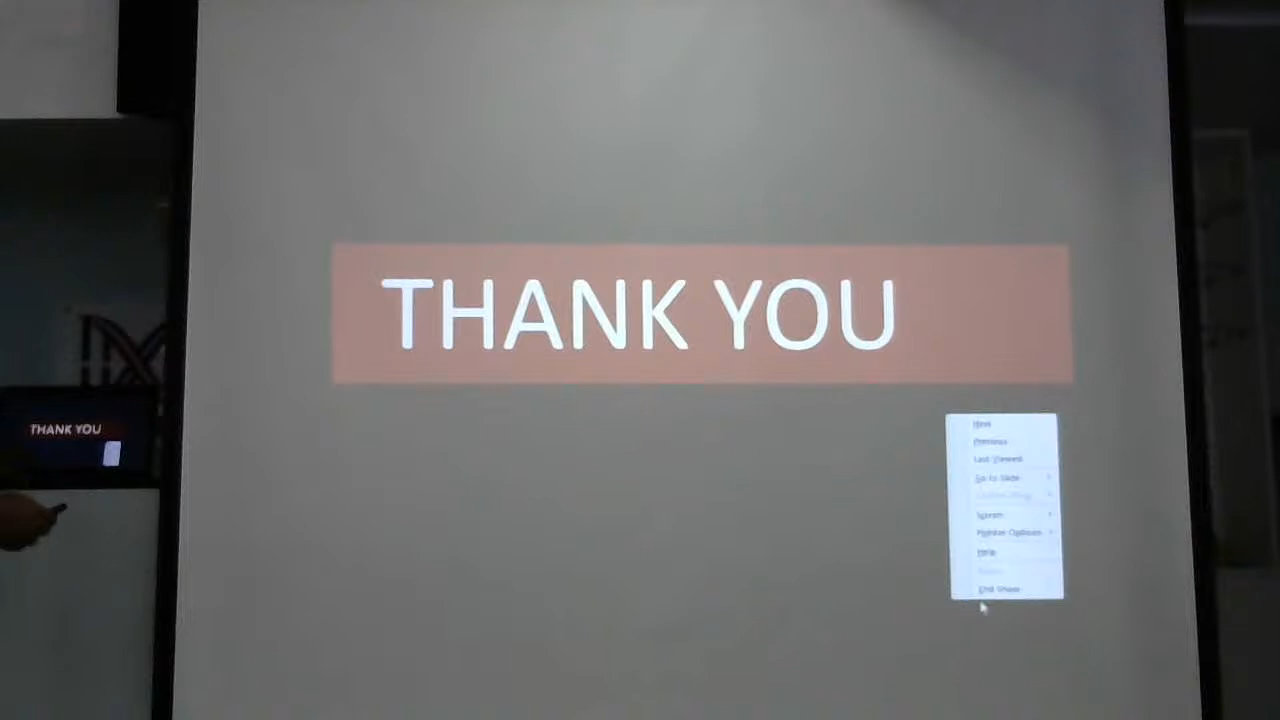 THANK YOU
Next
Previous
Last Viewed
Go to Slide
Screen
Pointer Options
Help
End Show
THANK YOU